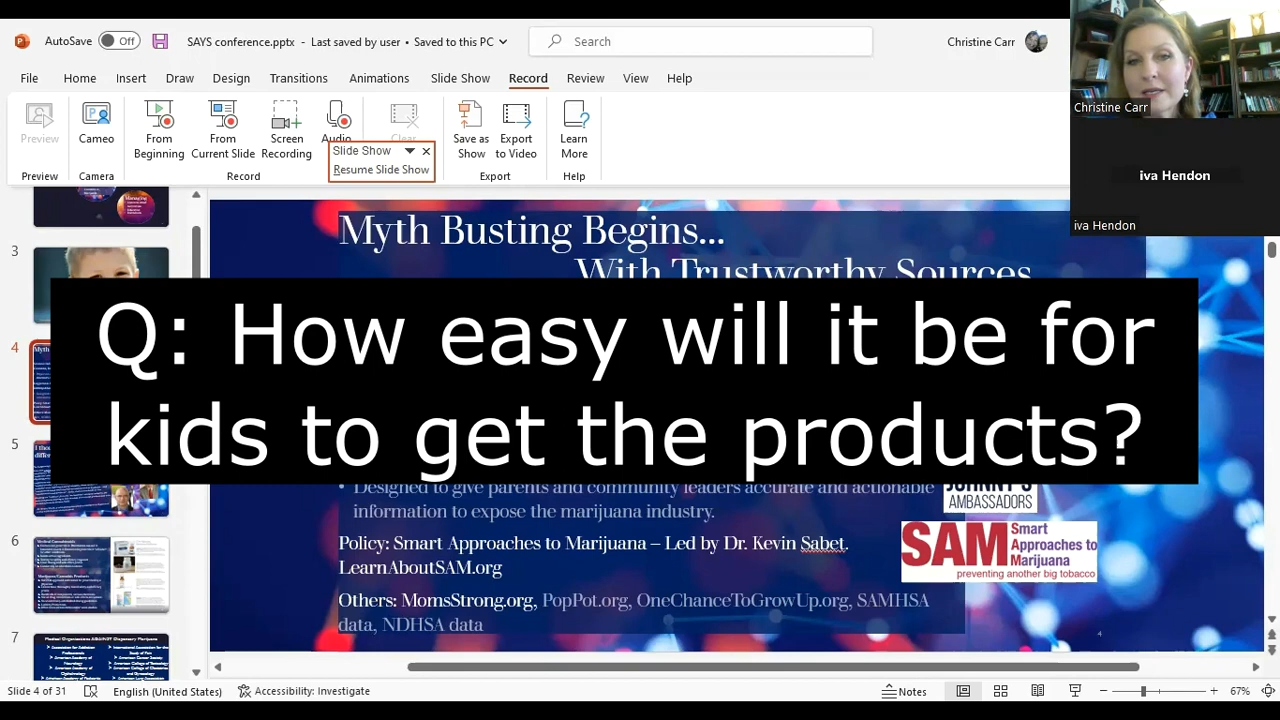 AutoSave Off SAYS conference.pptx - Last saved by user • Saved to this PC Search Christine Carr
File Home Insert Draw Design Transitions Animations Slide Show Record Review View Help
Preview Cameo From Beginning From Current Slide Screen Recording Audio Clear Save as Show Export to Video Learn More
Slide Show
Resume Slide Show
Preview Camera Record Export Help
Christine Carr
iva Hendon
iva Hendon
Managing
3
4
5
6
7
Myth Busting Begins...
With Trustworthy Sources
Q: How easy will it be for
kids to get the products?
AMBASSADORS
information to expose the marijuana industry.
SAM Smart
Approaches to
Marijuana
preventing another big tobacco
Policy: Smart Approaches to Marijuana – Led by
LearnAboutSAM.org
Others: MomsStrong.org, PopPot.org, OneChanceToGrowUp.org, SAMHSA
data, NDHSA data
4
Slide 4 of 31 English (United States) Accessibility: Investigate Notes 67%